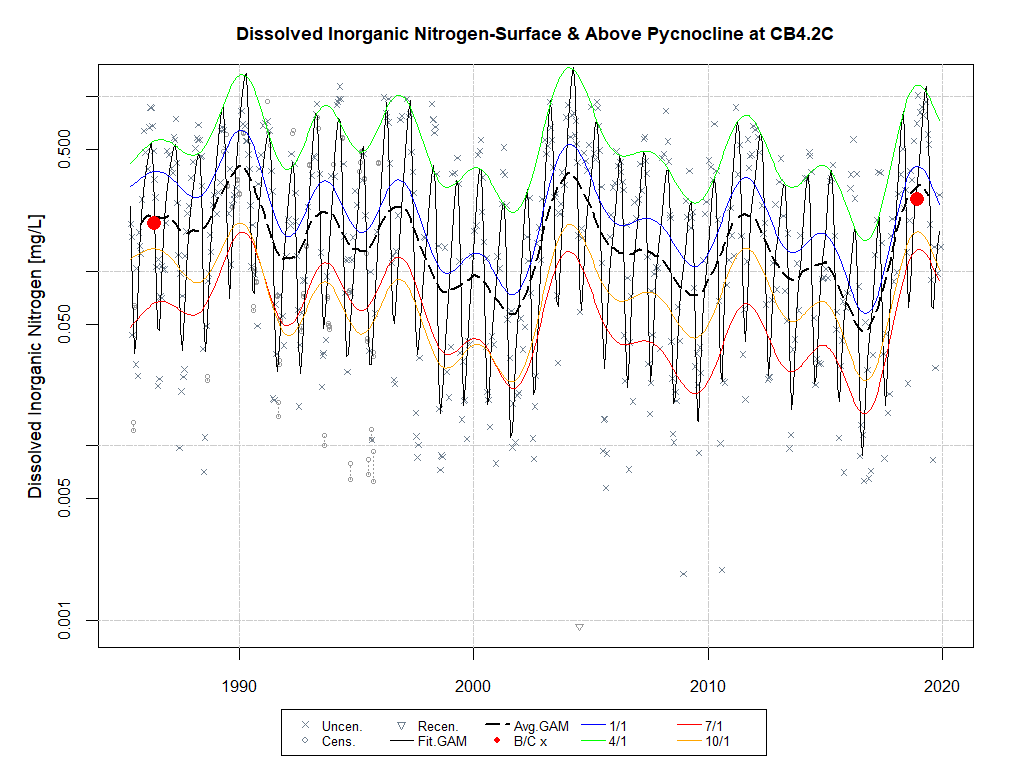 Dissolved Inorganic Nitrogen-Surface & Above Pycnocline at CB4.2C
Dissolved Inorganic Nitrogen [mg/L]
0.500
0.050
0.005
0.001
1990 2000 2010 2020
Uncen. Recen. Avg.GAM 1/1 7/1
Cens. Fit.GAM B/C x 4/1 10/1